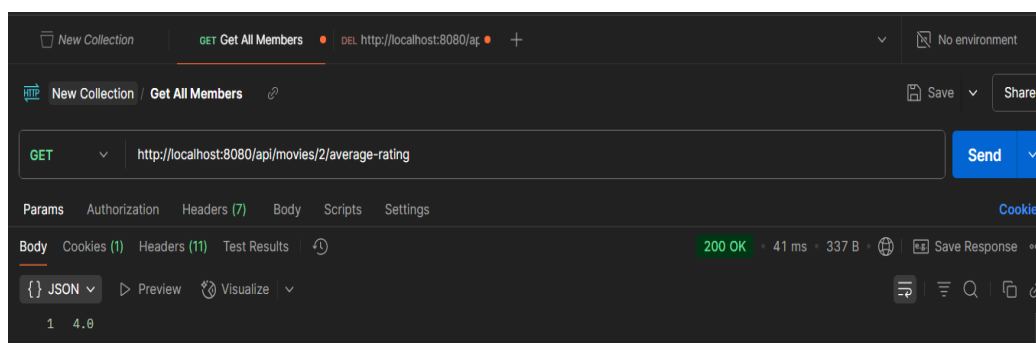 New Collection GET Get All Members DEL http://localhost:8080/ap No environment
HTTP New Collection / Get All Members Save Share
GET http://localhost:8080/api/movies/2/average-rating Send
Params Authorization Headers (7) Body Scripts Settings Cookie
Body Cookies (1) Headers (11) Test Results 200 OK • 41 ms • 337 B • e.g. Save Response
{} JSON Preview Visualize
1 4.0